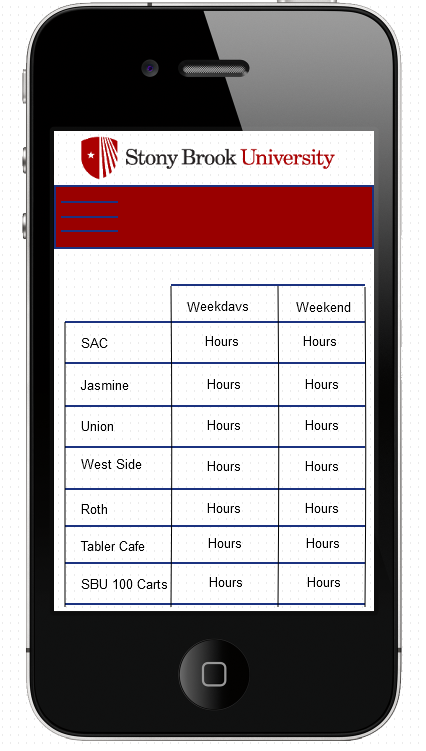 Stony Brook University
Weekdavs Weekend
SAC Hours Hours
Jasmine Hours Hours
Union Hours Hours
West Side Hours Hours
Roth Hours Hours
Tabler Cafe Hours Hours
SBU 100 Carts Hours Hours